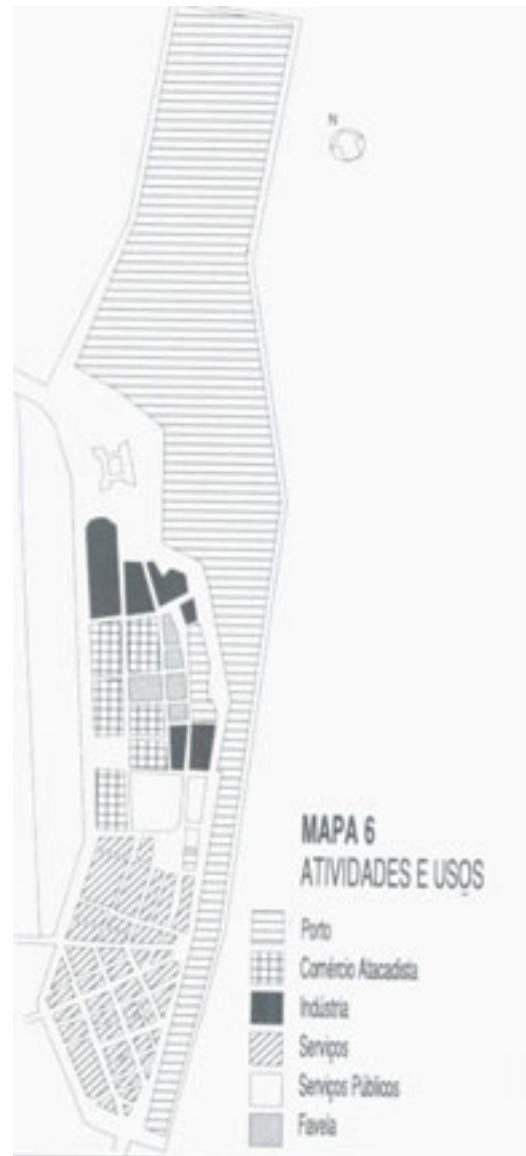 N
MAPA 6
ATIVIDADES E USOS
Porto
Comércio Atacadista
Indústria
Serviços
Serviços Públicos
Favela